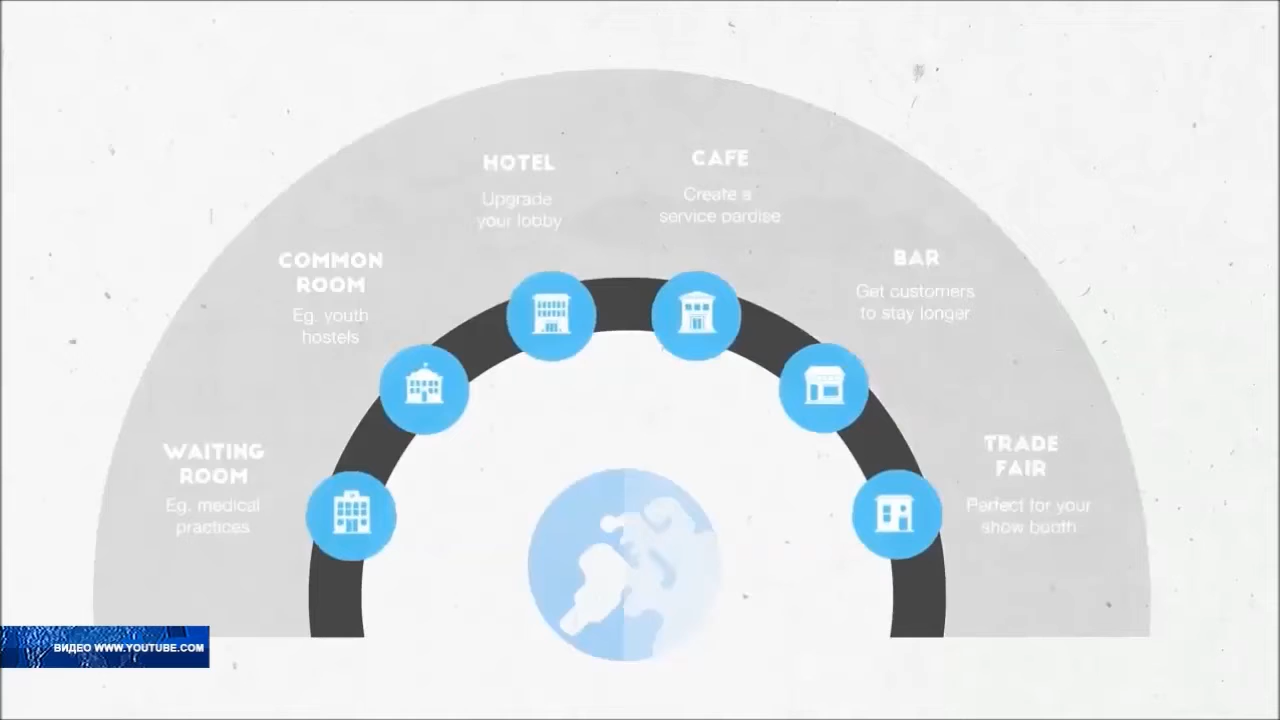 HOTEL
Upgrade
your lobby
CAFE
Create a
service pardise
COMMON
ROOM
Eg. youth
hostels
BAR
Get customers
to stay longer
WAITING
ROOM
Eg. medical
practices
TRADE
FAIR
Perfect for your
show booth
ВИДЕО WWW.YOUTUBE.COM